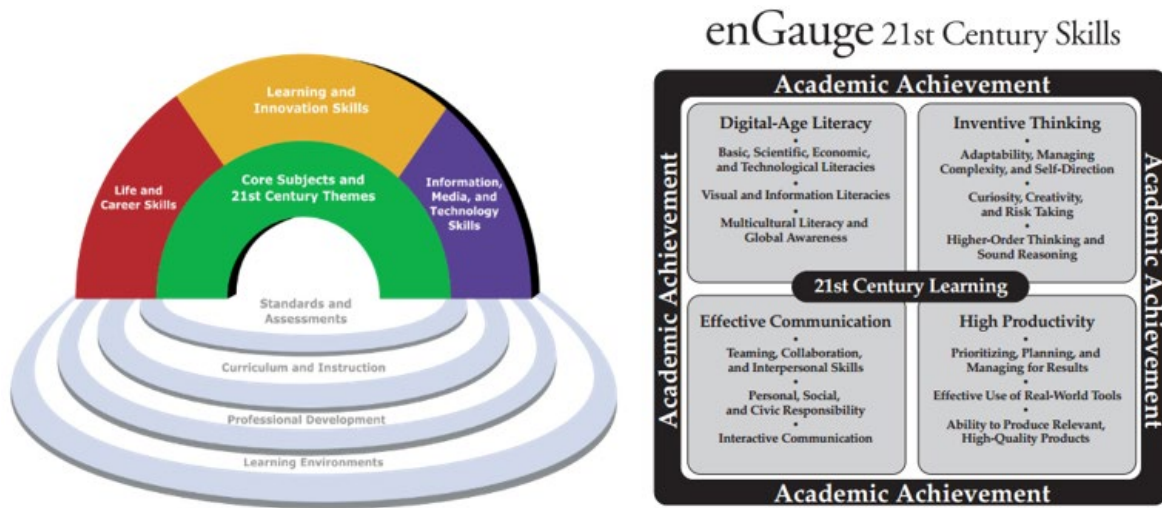 Learning and
Innovation Skills
Life and
Career Skills
Core Subjects and
21st Century Themes
Information,
Media, and
Technology
Skills
Standards and
Assessments
Curriculum and Instruction
Professional Development
Learning Environments
enGauge 21st Century Skills
Academic Achievement
Academic Achievement
Digital-Age Literacy
•
Basic, Scientific, Economic,
and Technological Literacies
•
Visual and Information Literacies
•
Multicultural Literacy and
Global Awareness
Inventive Thinking
•
Adaptability, Managing
Complexity, and Self-Direction
•
Curiosity, Creativity,
and Risk Taking
•
Higher-Order Thinking and
Sound Reasoning
21st Century Learning
Effective Communication
•
Teaming, Collaboration,
and Interpersonal Skills
•
Personal, Social,
and Civic Responsibility
•
Interactive Communication
High Productivity
•
Prioritizing, Planning, and
Managing for Results
•
Effective Use of Real-World Tools
•
Ability to Produce Relevant,
High-Quality Products
Academic Achievement
Academic Achievement